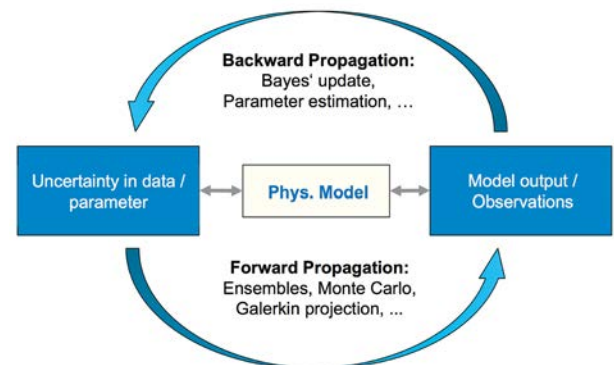 Backward Propagation:
Bayes‘ update,
Parameter estimation, …
Uncertainty in data /
parameter
Phys. Model
Model output /
Observations
Forward Propagation:
Ensembles, Monte Carlo,
Galerkin projection, ...